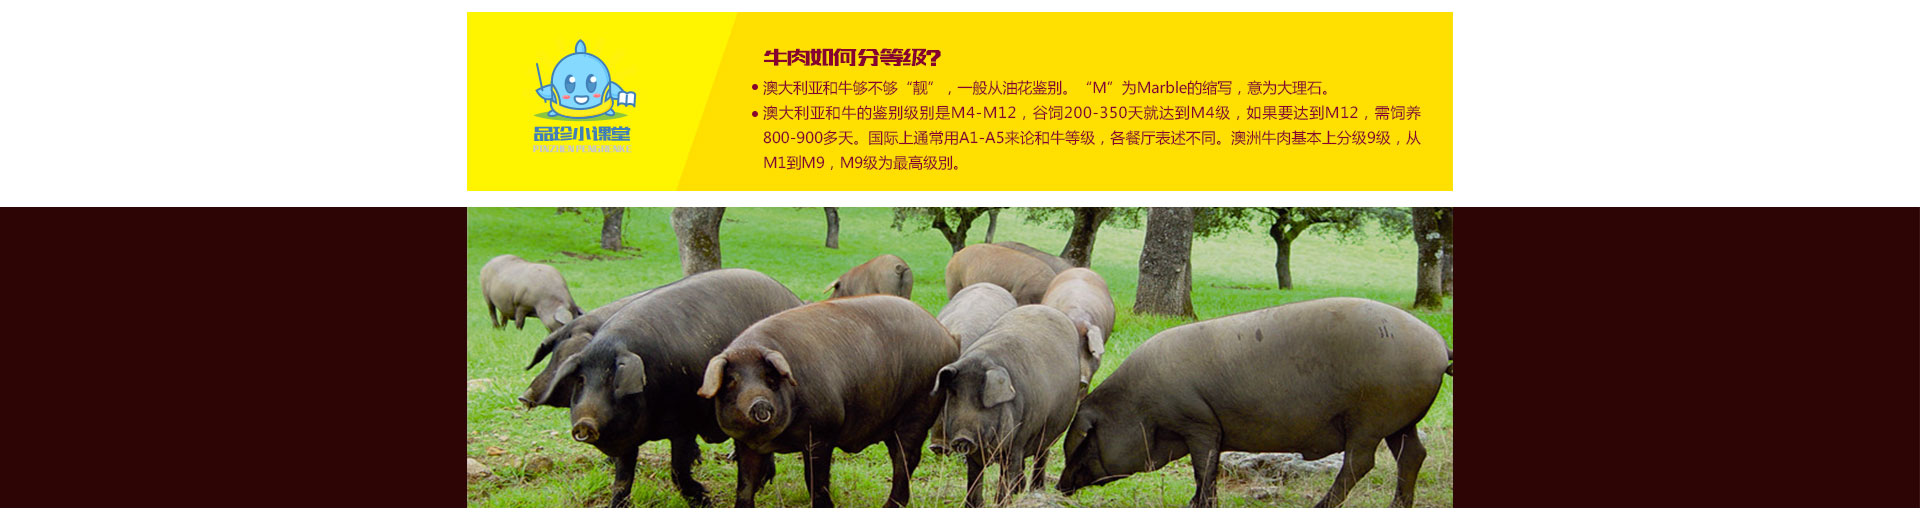 牛肉如何分等级?
澳大利亚和牛够不够“靓”，一般从油花鉴别。“M”为Marble的缩写，意为大理石。
澳大利亚和牛的鉴别级别是M4-M12，谷饲200-350天就达到M4级，如果要达到M12，需饲养
800-900多天。国际上通常用A1-A5来论和牛等级，各餐厅表述不同。澳洲牛肉基本上分级9级，从
M1到M9，M9级为最高级别。
品珍小课堂
PINZHEN PENGDENKE